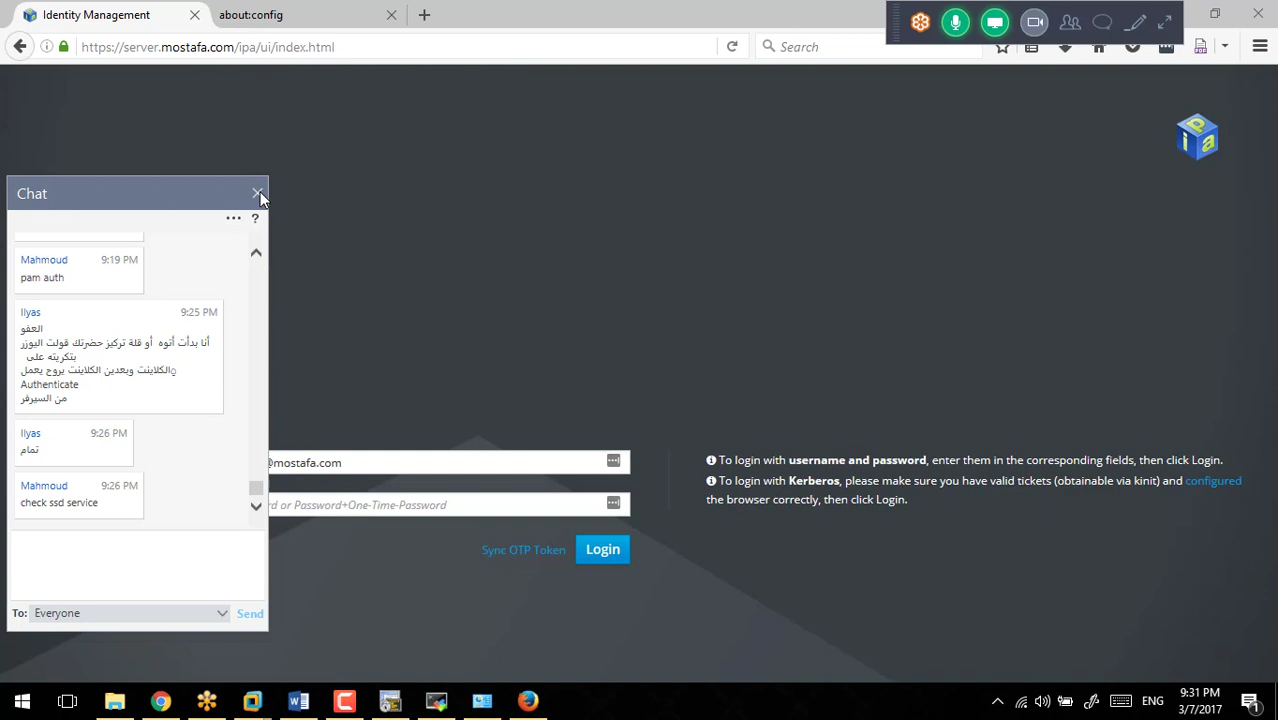 Identity Management
about:config
https://server.mostafa.com/ipa/ui/index.html
Search
ipa
Chat
... ?
Mahmoud 9:19 PM
pam auth
Ilyas 9:25 PM
العفو
أنا بدأت أتوه أو قلة تركيز حضرتك قولت اليوزر
بتكريته على
الكلاينت وبعدين الكلاينت يروح يعمل
Authenticate
من السيرفر
Ilyas 9:26 PM
تمام
Mahmoud 9:26 PM
check ssd service
To: Everyone
Send
@mostafa.com
rd or Password+One-Time-Password
Sync OTP Token
Login
To login with username and password, enter them in the corresponding fields, then click Login.
To login with Kerberos, please make sure you have valid tickets (obtainable via kinit) and configured
the browser correctly, then click Login.
ENG
9:31 PM
3/7/2017
1